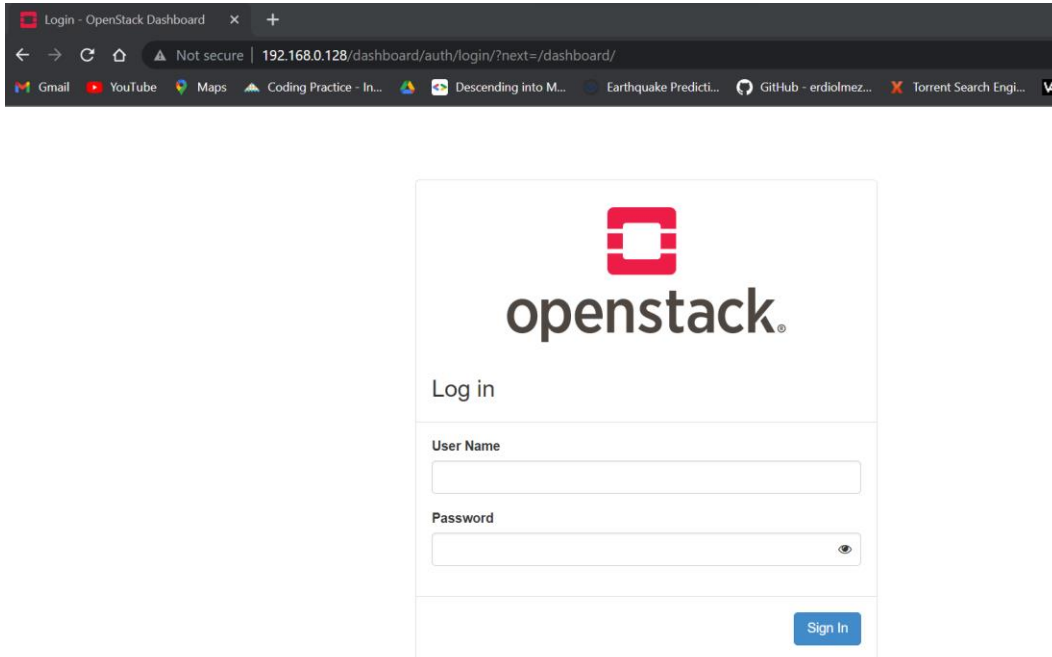 Login - OpenStack Dashboard
Not secure | 192.168.0.128/dashboard/auth/login/?next=/dashboard/
Gmail YouTube Maps Coding Practice - In... Descending into M... Earthquake Predicti... GitHub - erdiolmez... Torrent Search Engi...
openstack.®
Log in
User Name
Password
Sign In